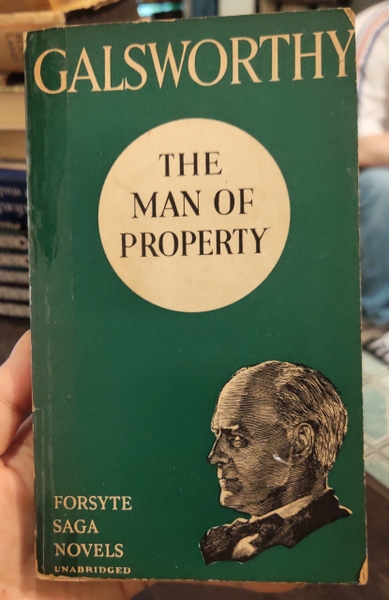 GALSWORTHY
THE
MAN OF
PROPERTY
FORSYTE
SAGA
NOVELS
UNABRIDGED